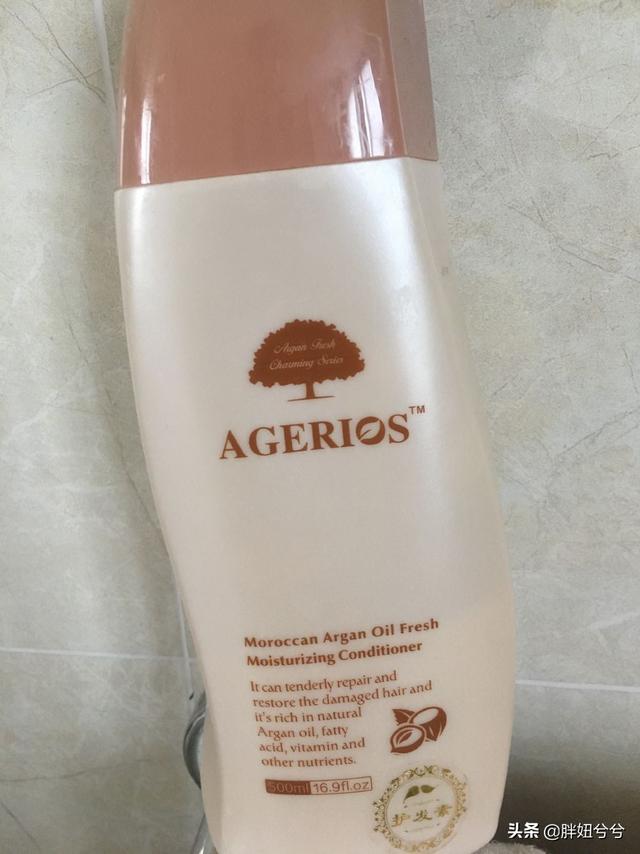 Argan Fresh
Charming Series
AGERIOS™
Moroccan Argan Oil Fresh
Moisturizing Conditioner
It can tenderly repair and
restore the damaged hair and
it's rich in natural
Argan oil, fatty
acid, vitamin and
other nutrients.
500ml 16.9fl.oz
护发素
头条 @胖妞兮兮